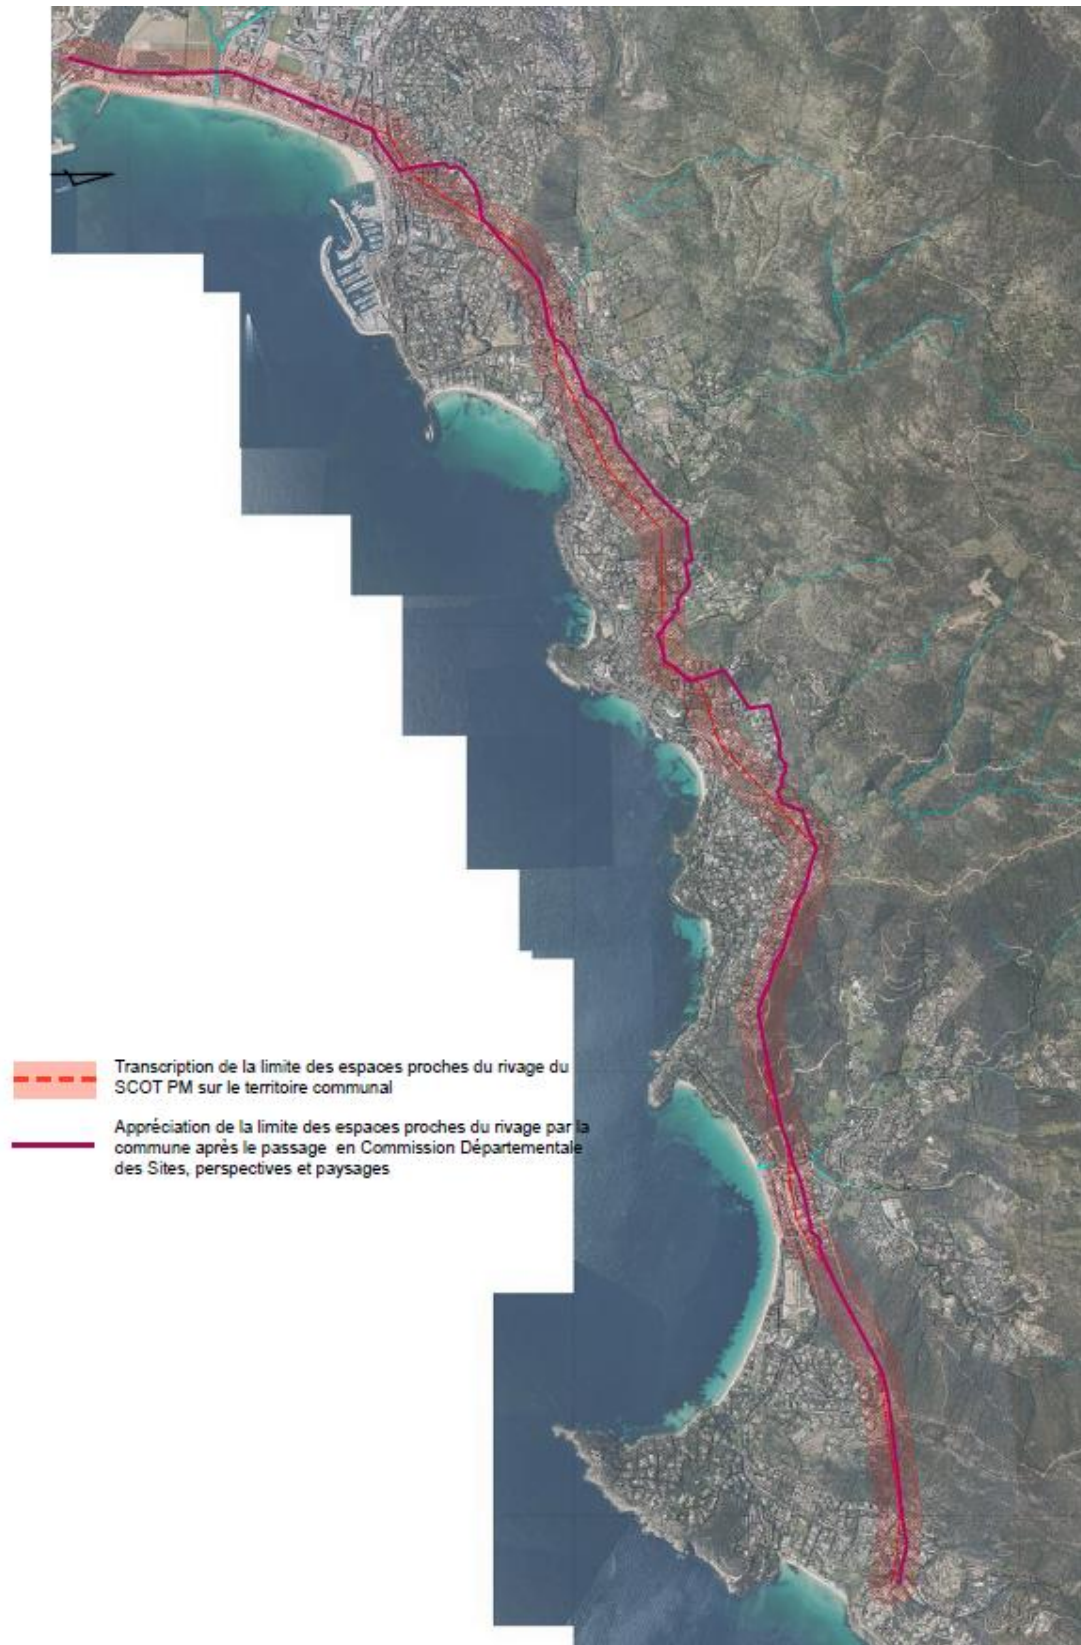 Transcription de la limite des espaces proches du rivage du
SCOT PM sur le territoire communal
Appréciation de la limite des espaces proches du rivage par la
commune après le passage en Commission Départementale
des Sites, perspectives et paysages